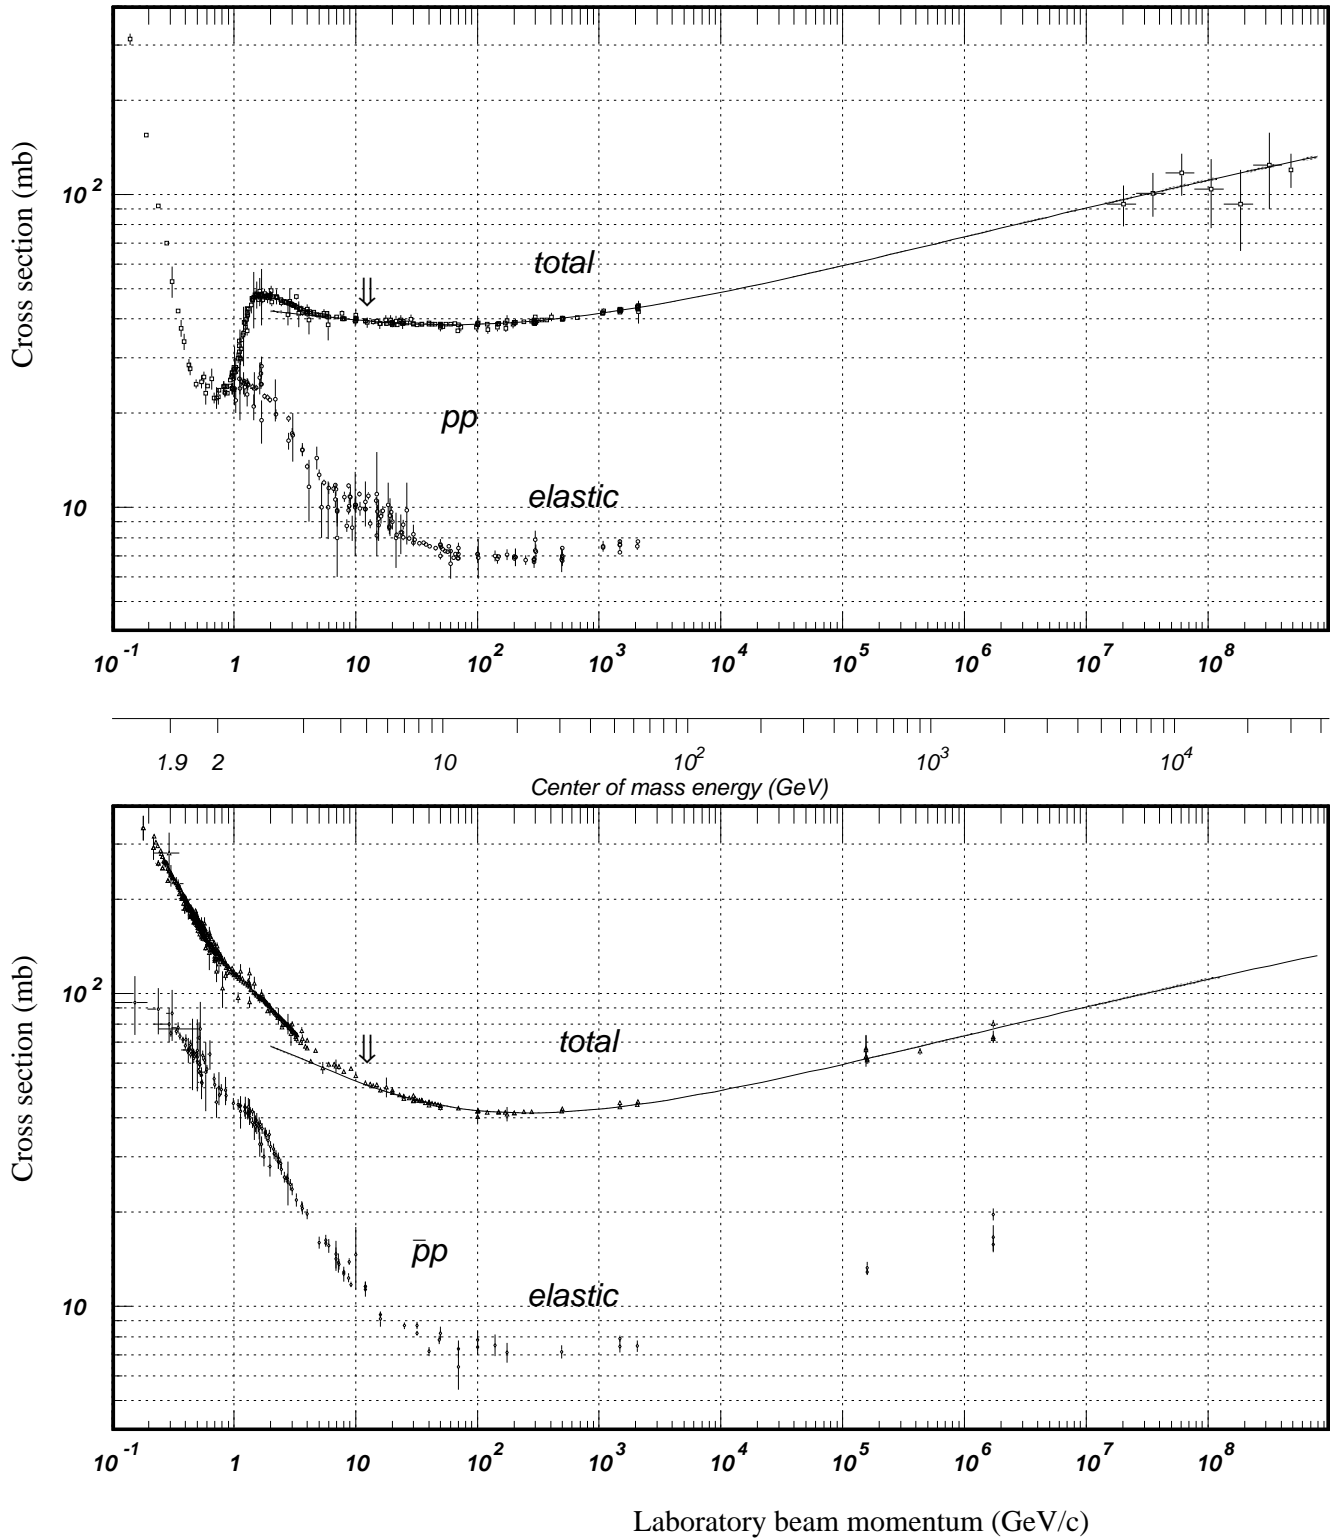 Cross section (mb)
10²
total
⇓
pp
elastic
10
10⁻¹ 1 10 10² 10³ 10⁴ 10⁵ 10⁶ 10⁷ 10⁸
1.9 2 10 10² 10³ 10⁴
Center of mass energy (GeV)
Cross section (mb)
10²
⇓
total
p̅p
elastic
10
10⁻¹ 1 10 10² 10³ 10⁴ 10⁵ 10⁶ 10⁷ 10⁸
Laboratory beam momentum (GeV/c)